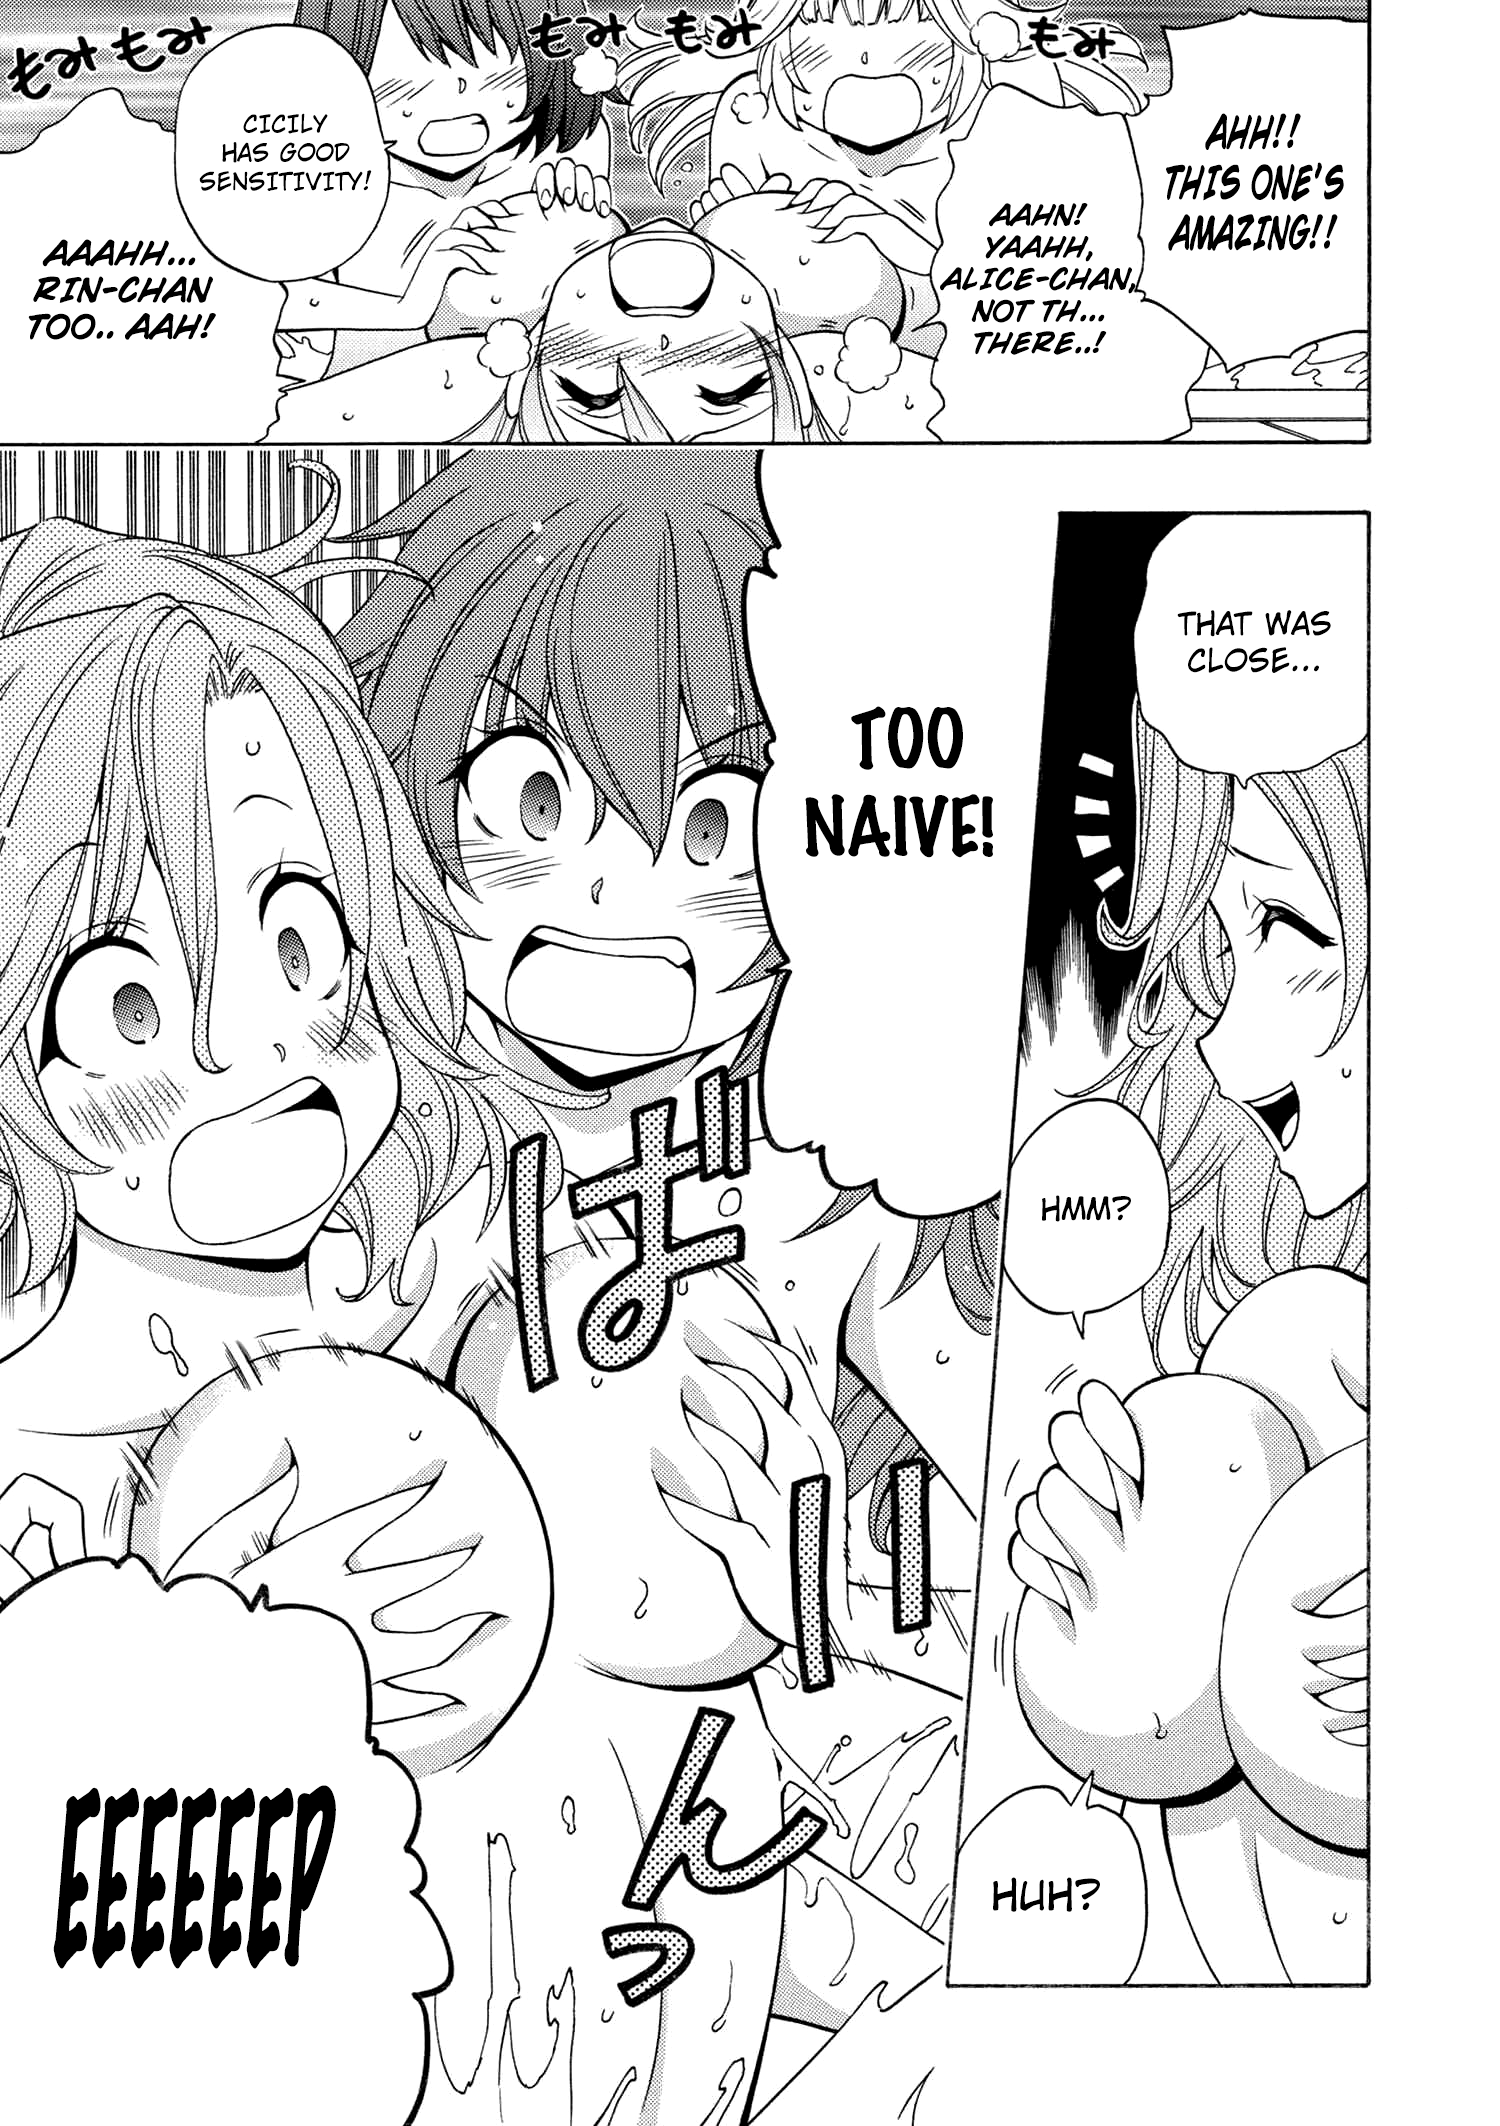 AHH!!
THIS ONE'S
AMAZING!!
AAHN!
YAAHH,
ALICE-CHAN,
NOT TH...
THERE..!
もみ
もみ
もみ
もみもみ
CICILY
HAS GOOD
SENSITIVITY!
AAAHH...
RIN-CHAN
TOO.. AAH!
THAT WAS
CLOSE...
HMM?
HUH?
TOO
NAIVE!
ばいんっ
EEEEEEP